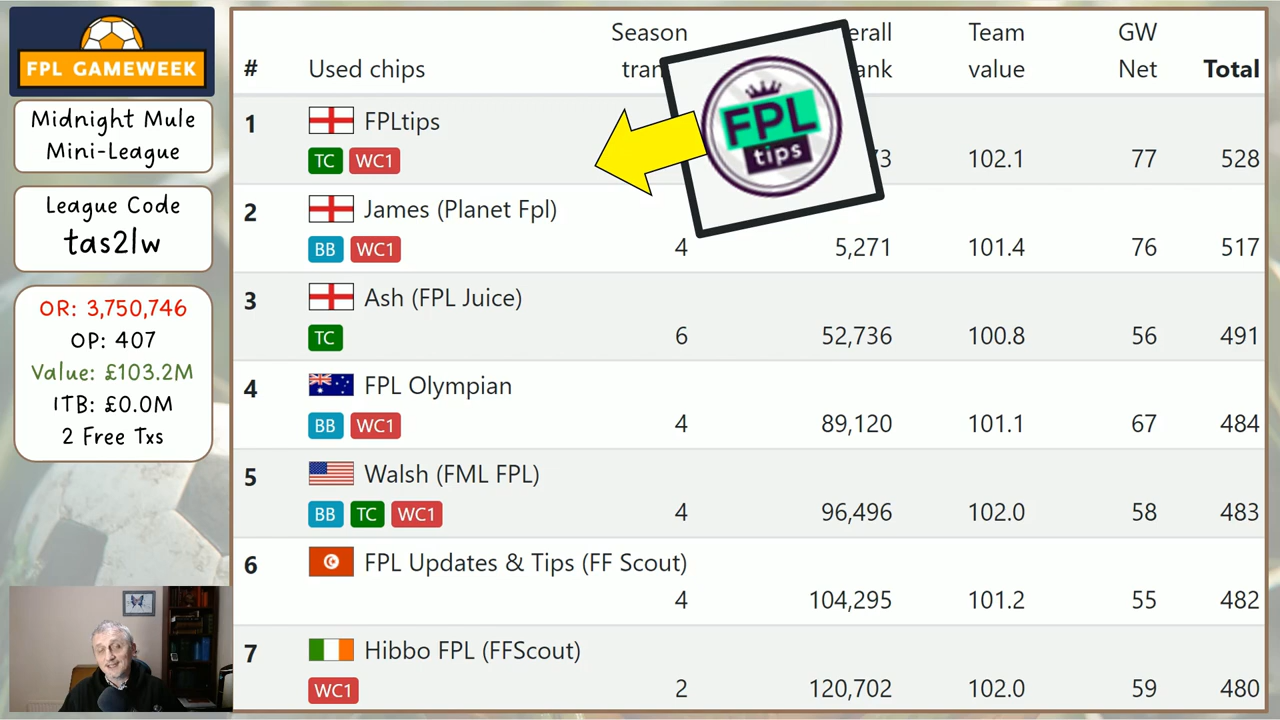 FPL GAMEWEEK
Midnight Mule
Mini-League
League Code
tas2lw
OR: 3,750,746
OP: 407
Value: £103.2M
ITB: £0.0M
2 Free Txs
# Used chips Season Team value GW Net Total
1 FPLtips
TC WC1 102.1 77 528
FPL
tips
2 James (Planet Fpl)
BB WC1 4 5,271 101.4 76 517
3 Ash (FPL Juice)
TC 6 52,736 100.8 56 491
4 FPL Olympian
BB WC1 4 89,120 101.1 67 484
5 Walsh (FML FPL)
BB TC WC1 4 96,496 102.0 58 483
6 FPL Updates & Tips (FF Scout)
4 104,295 101.2 55 482
7 Hibbo FPL (FFScout)
WC1 2 120,702 102.0 59 480